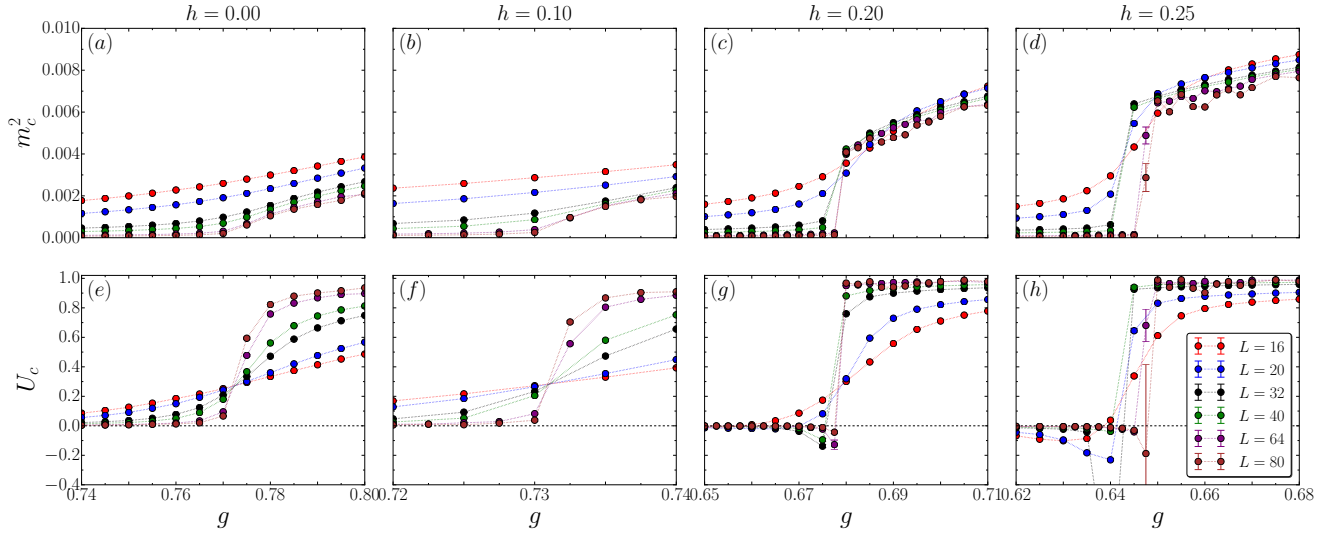 h = 0.00
h = 0.10
h = 0.20
h = 0.25
(a)
(b)
(c)
(d)
0.010
0.008
0.006
0.004
0.002
0.000
m_c^2
(e)
(f)
(g)
(h)
1.0
0.8
0.6
0.4
0.2
0.0
−0.2
−0.4
U_c
L = 16
L = 20
L = 32
L = 40
L = 64
L = 80
0.74 0.76 0.78 0.80
0.72 0.73 0.74
0.65 0.67 0.69 0.71
0.62 0.64 0.66 0.68
g
g
g
g